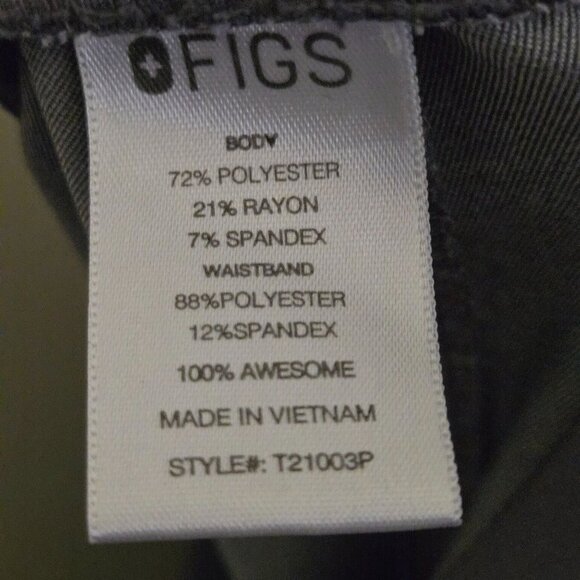 FIGS
BODY
72% POLYESTER
21% RAYON
7% SPANDEX
WAISTBAND
88%POLYESTER
12%SPANDEX
100% AWESOME
MADE IN VIETNAM
STYLE#: T21003P